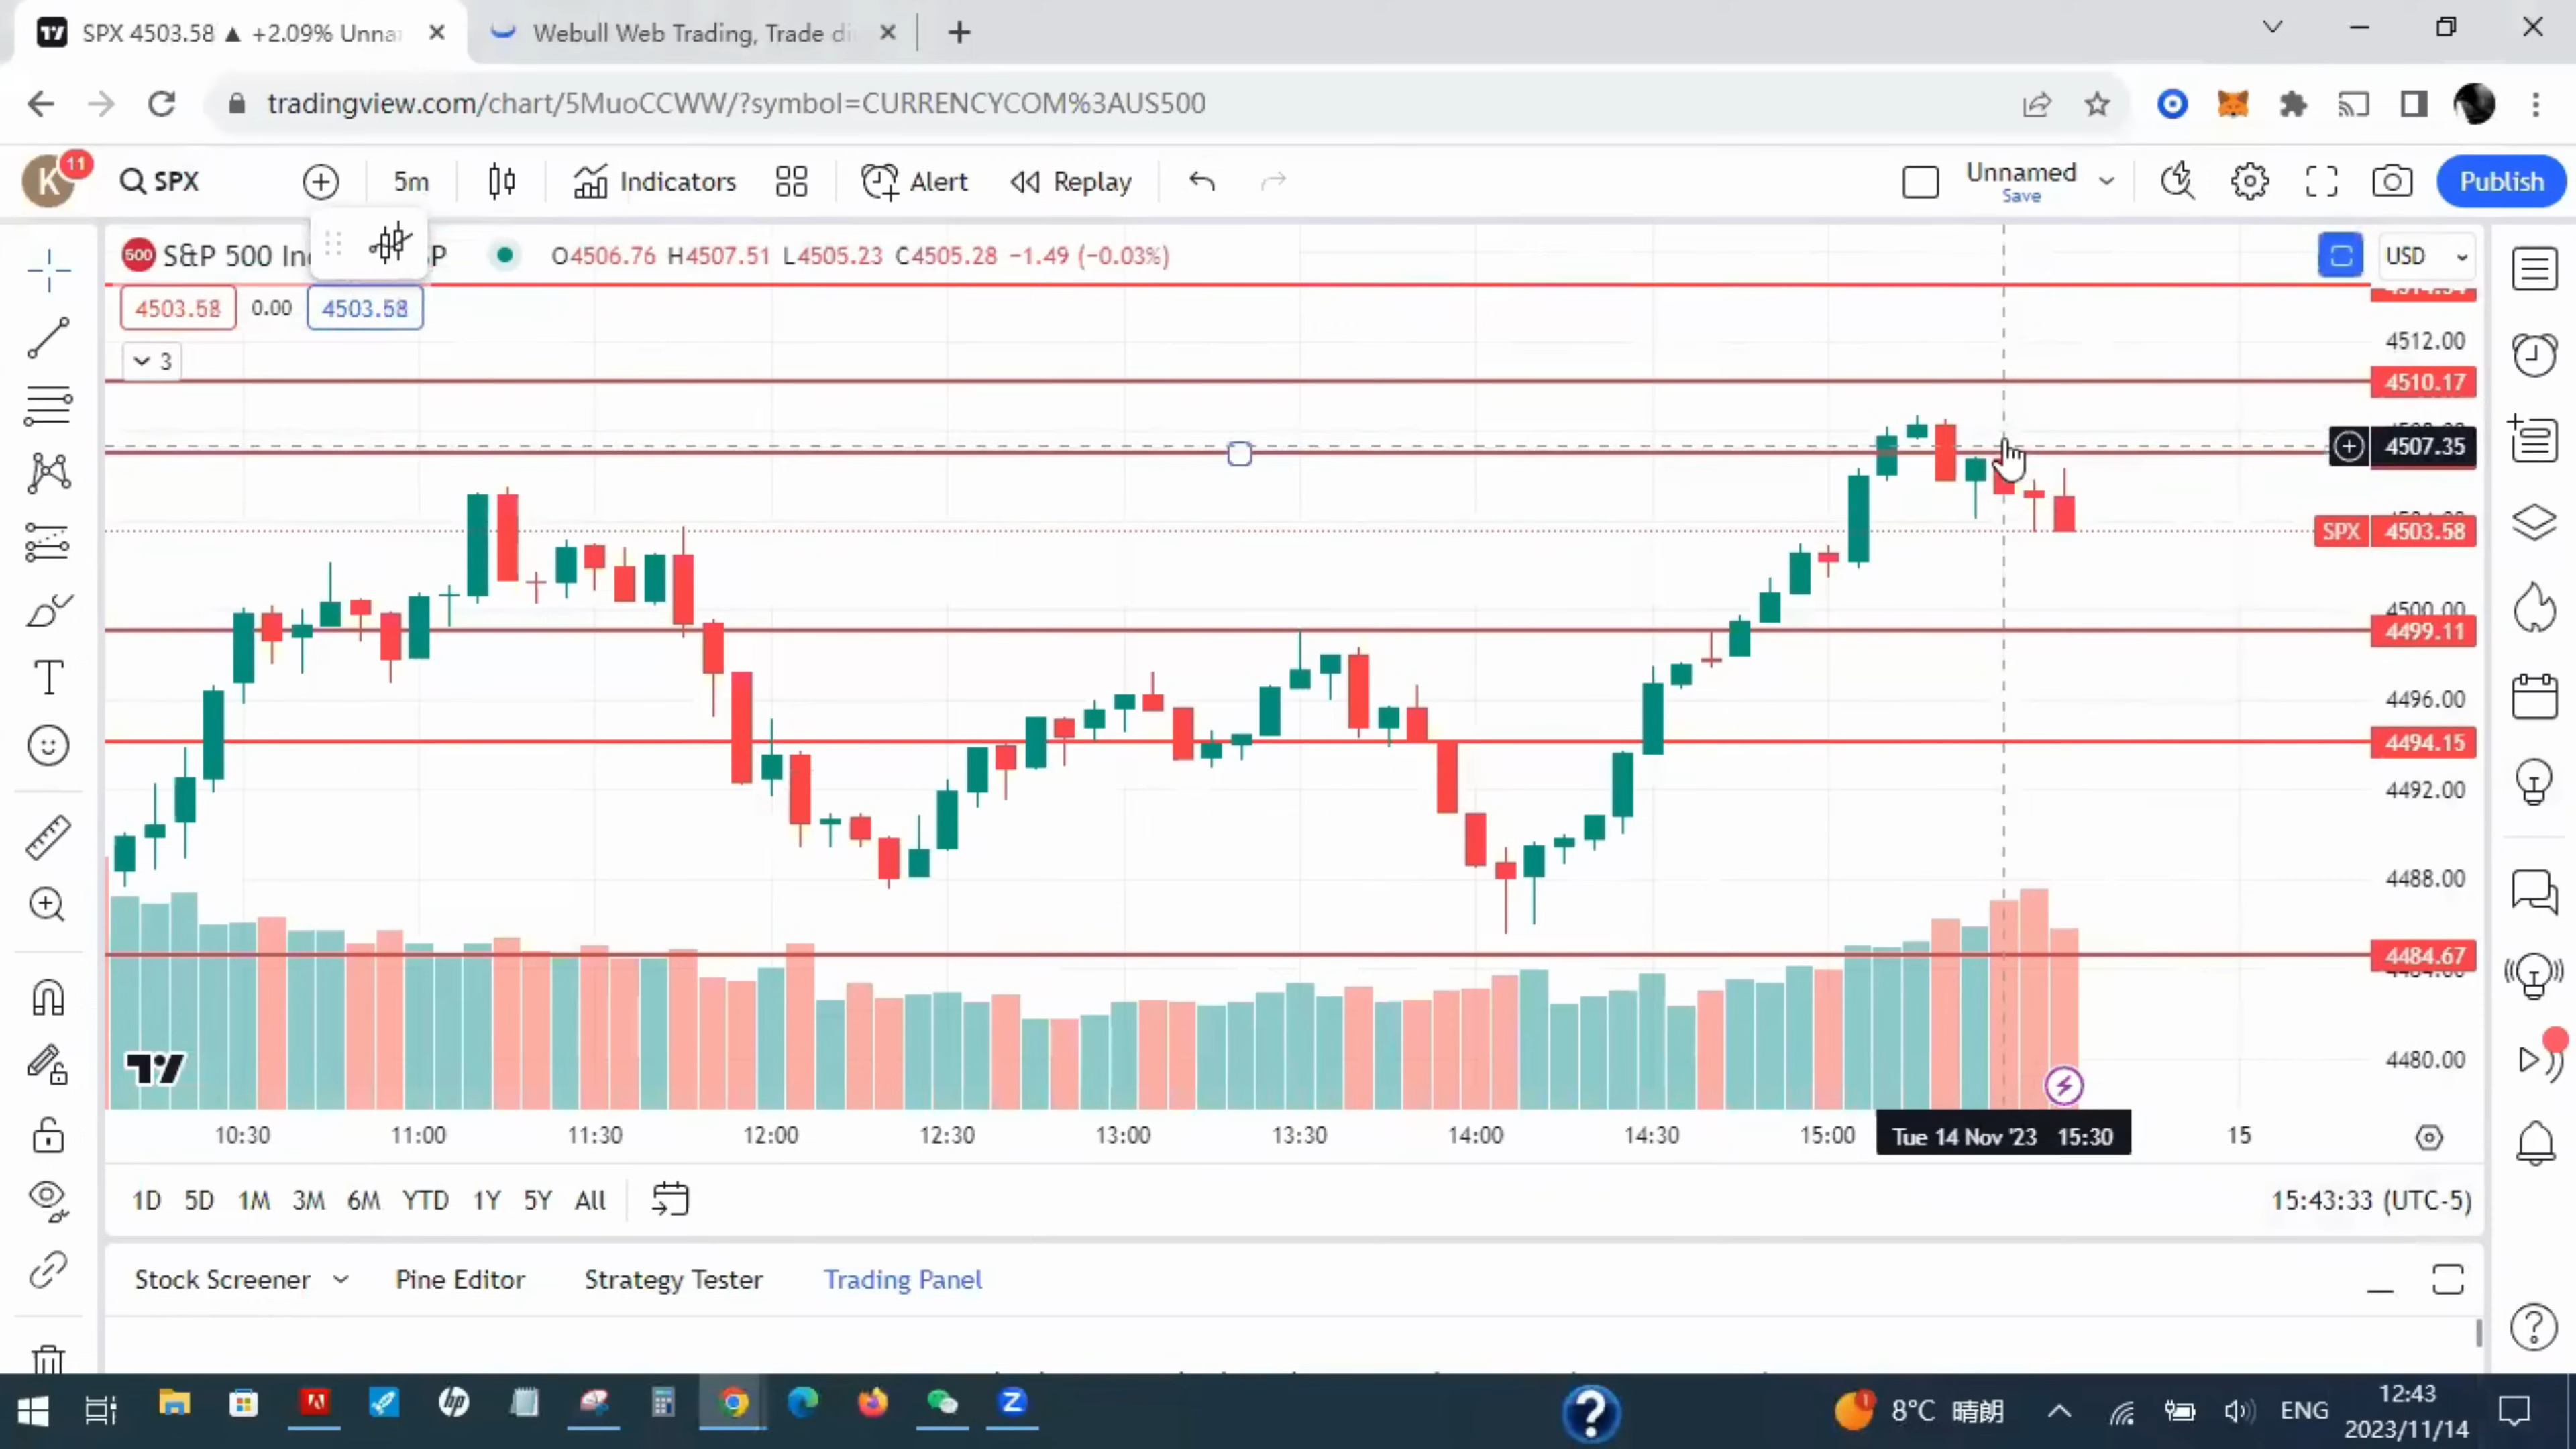 SPX 4503.58 ▲ +2.09% Unna
Webull Web Trading, Trade di
tradingview.com/chart/5MuoCCWW/?symbol=CURRENCYCOM%3AUS500
K
11
SPX
5m
Indicators
Alert
Replay
Unnamed
Save
Publish
500
S&P 500 In
P
O4506.76 H4507.51 L4505.23 C4505.28 −1.49 (−0.03%)
USD
4503.58
0.00
4503.58
3
4512.00
4510.17
4507.35
SPX 4503.58
4500.00
4499.11
4496.00
4494.15
4492.00
4488.00
4484.67
4480.00
10:30
11:00
11:30
12:00
12:30
13:00
13:30
14:00
14:30
15:00
Tue 14 Nov '23 15:30
15
1D 5D 1M 3M 6M YTD 1Y 5Y All
15:43:33 (UTC-5)
Stock Screener
Pine Editor
Strategy Tester
Trading Panel
8°C 晴朗
ENG
12:43
2023/11/14